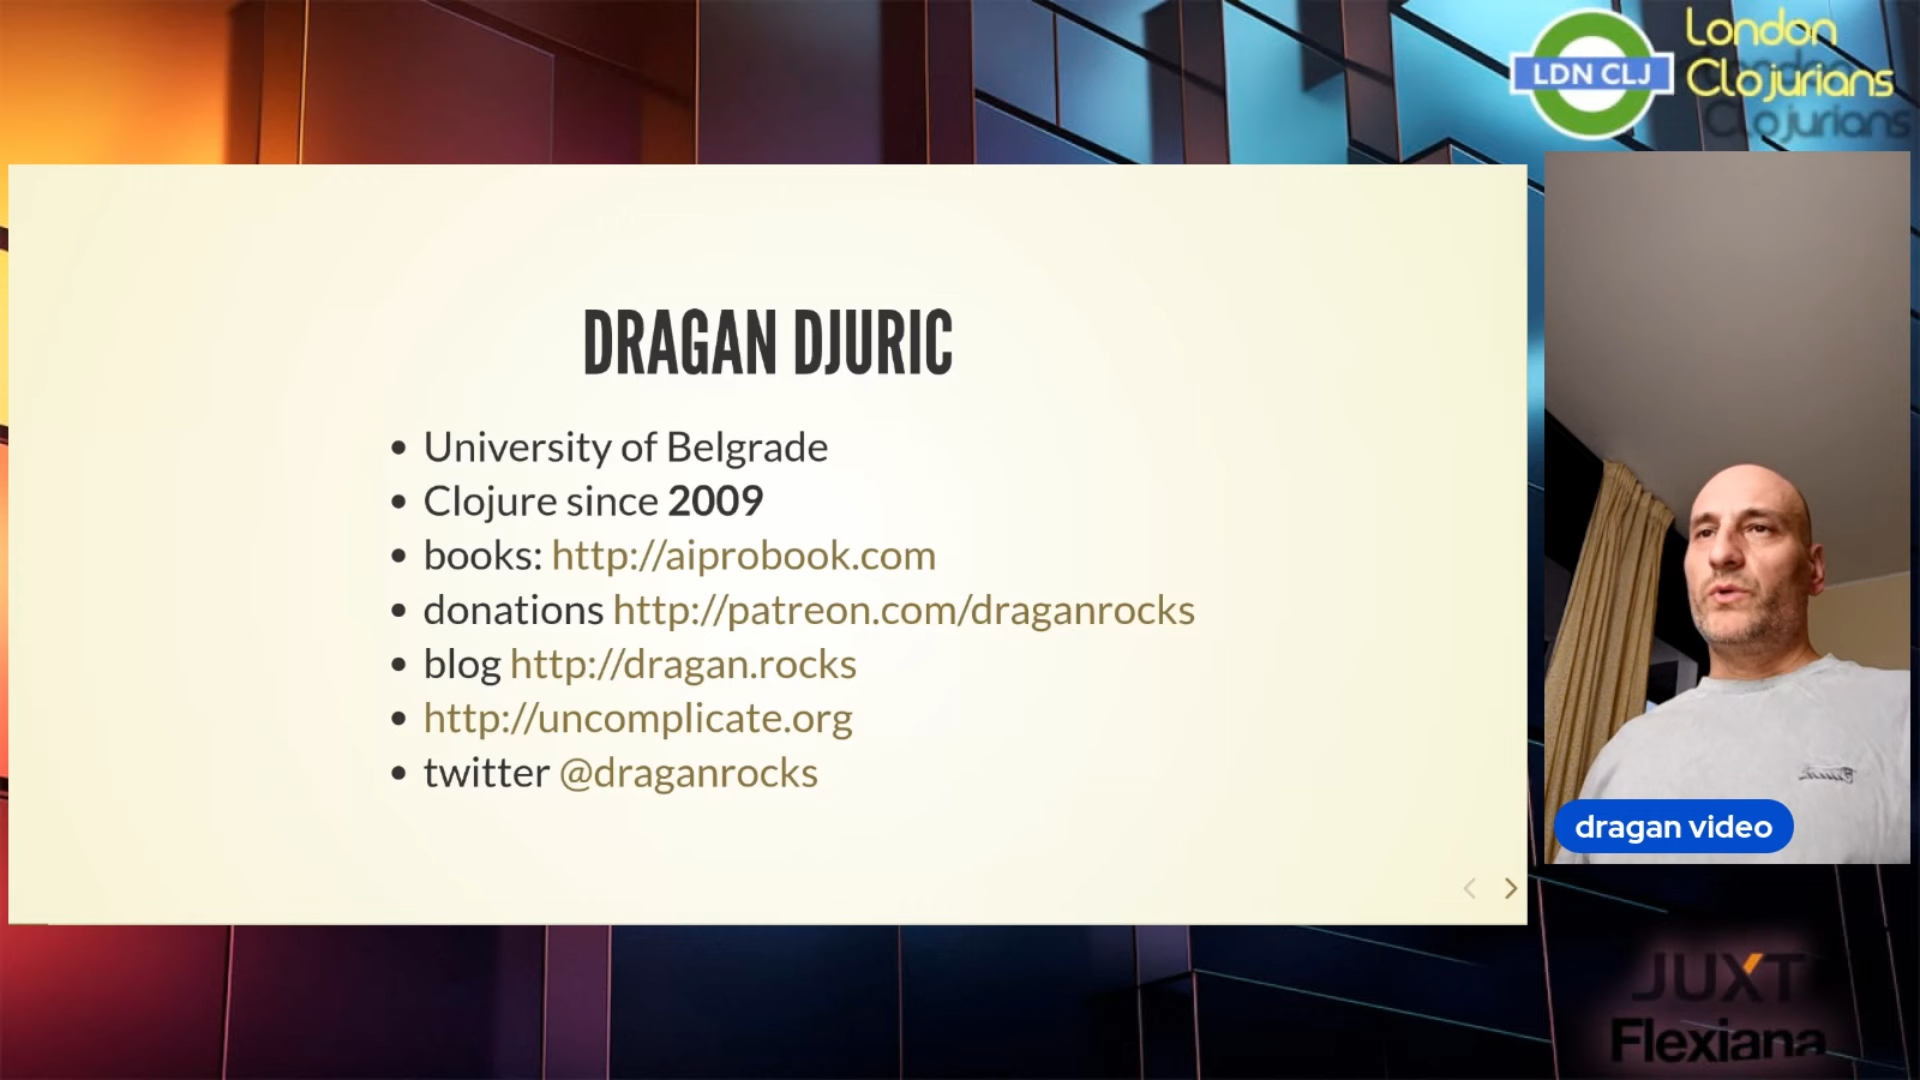 LDN CLJ
London
Clojurians
DRAGAN DJURIC
• University of Belgrade
• Clojure since 2009
• books: http://aiprobook.com
• donations http://patreon.com/draganrocks
• blog http://dragan.rocks
• http://uncomplicate.org
• twitter @draganrocks
dragan video
JUXT
Flexiana